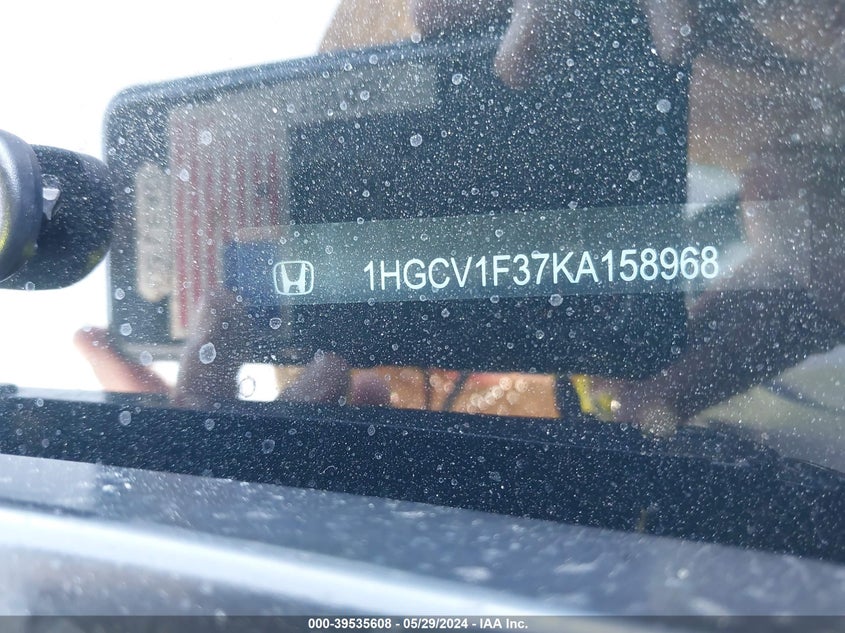 1HGCV1F37KA158968
000-39535608 - 05/29/2024 - IAA Inc.